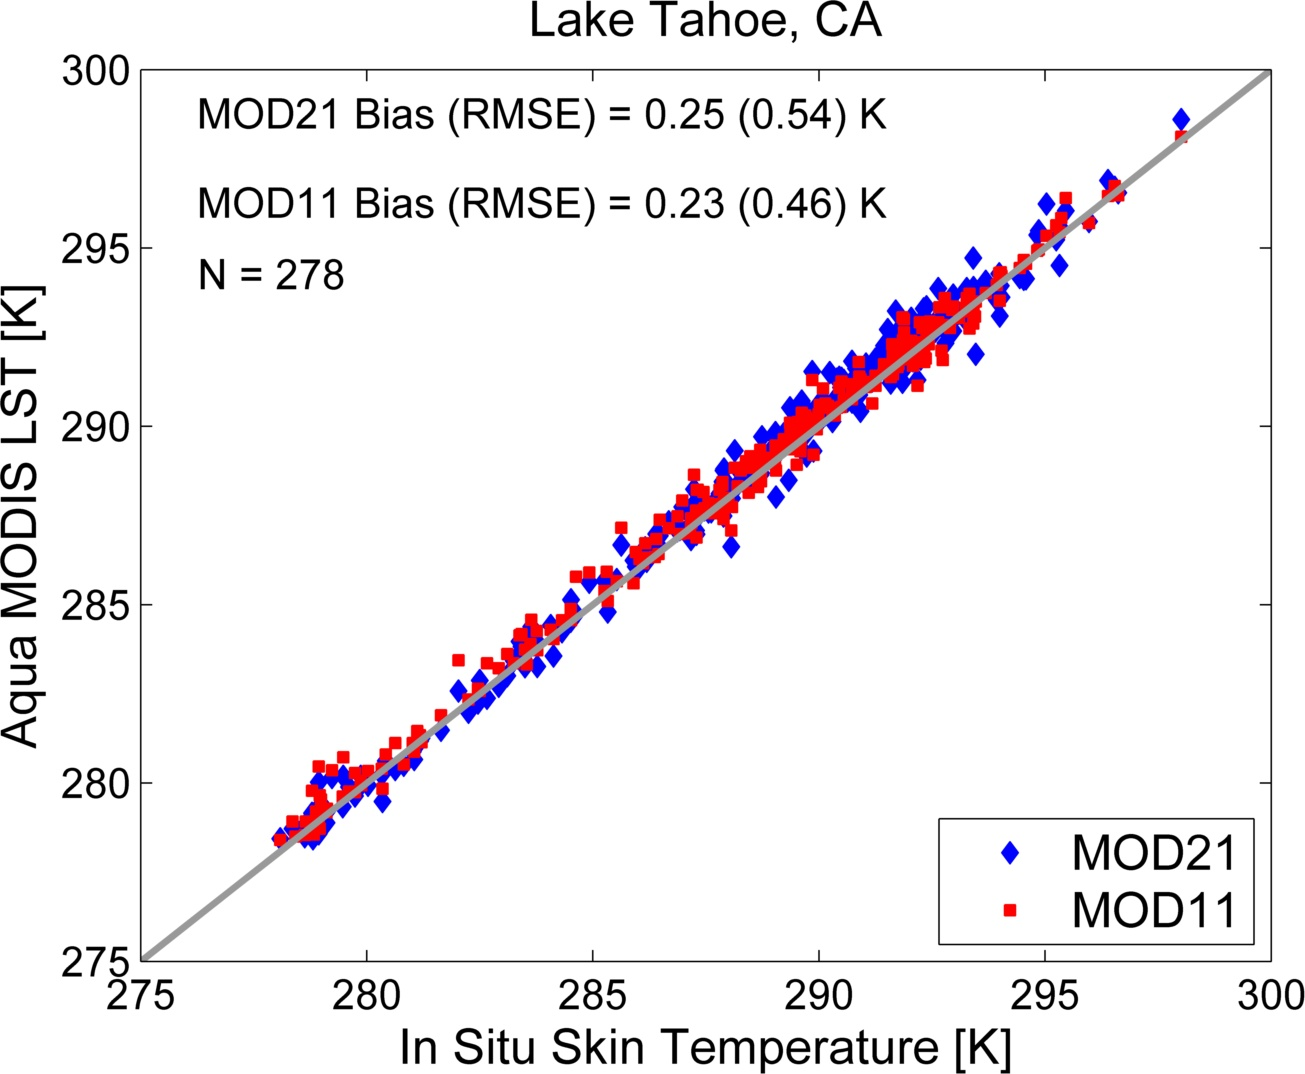 Lake Tahoe, CA
MOD21 Bias (RMSE) = 0.25 (0.54) K
MOD11 Bias (RMSE) = 0.23 (0.46) K
N = 278
300
295
290
285
280
275
Aqua MODIS LST [K]
MOD21
MOD11
275 280 285 290 295 300
In Situ Skin Temperature [K]